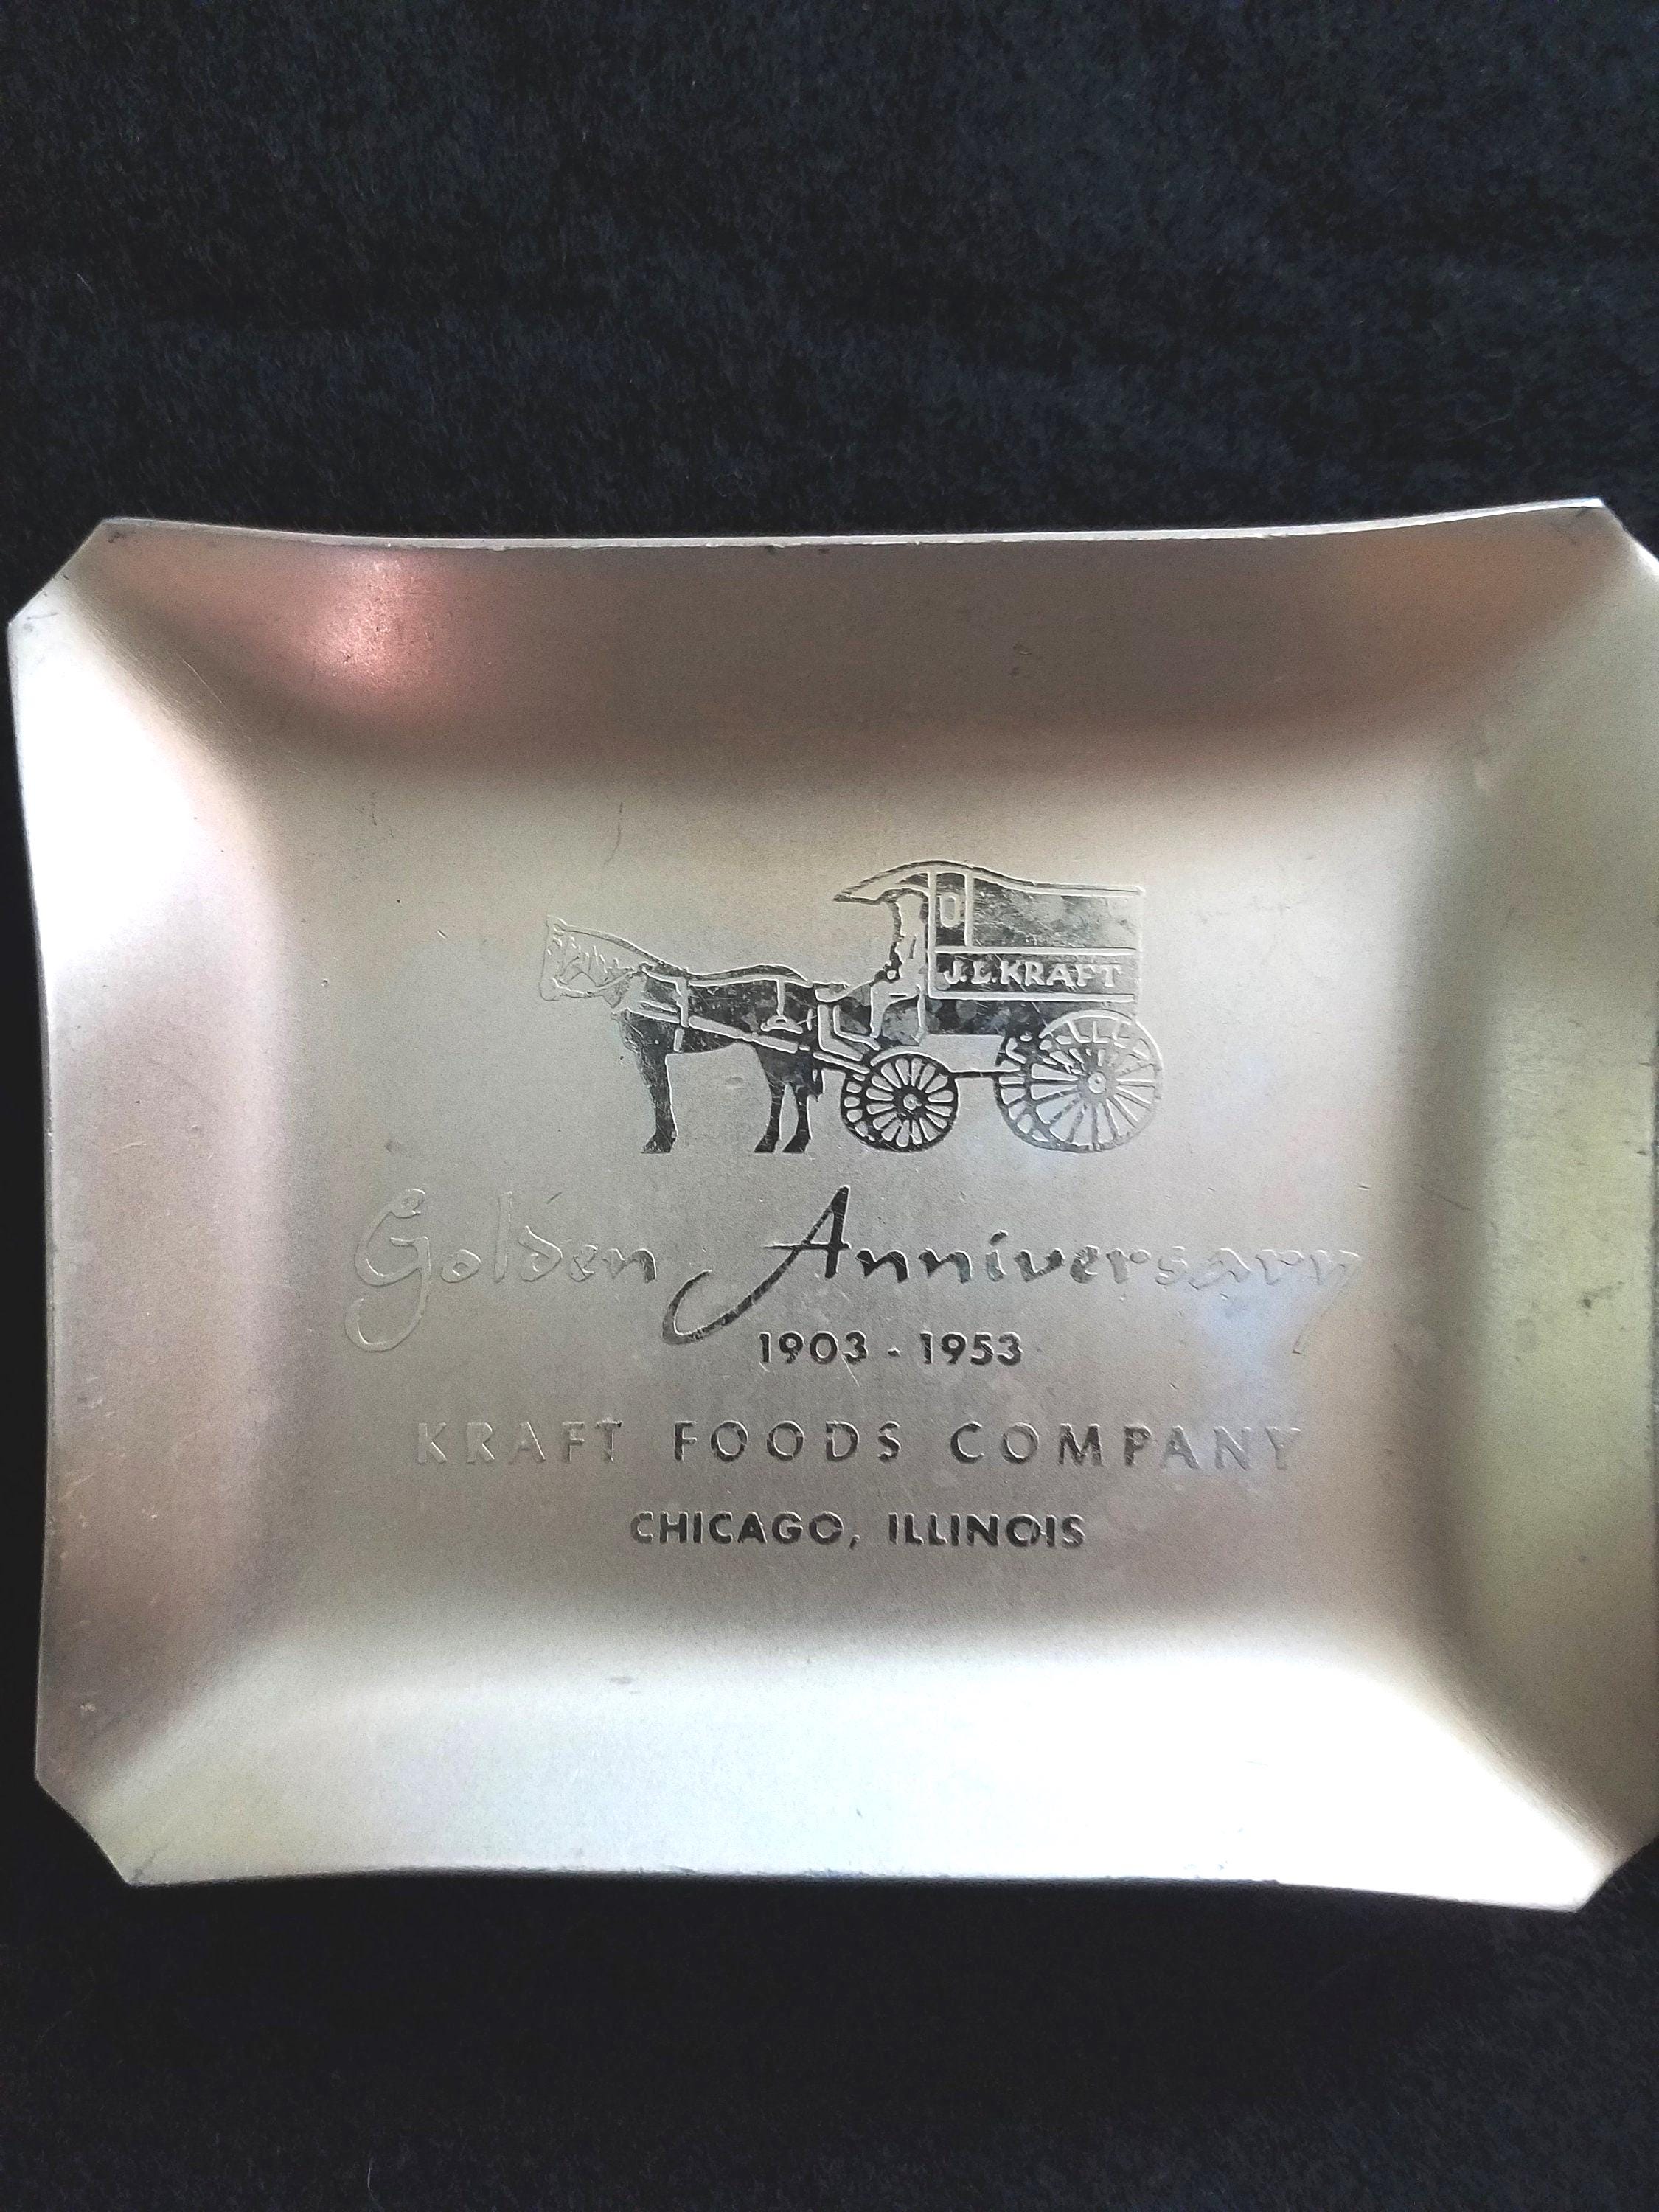 J.L.KRAFT
Golden Anniversary
1903 - 1953
KRAFT FOODS COMPANY
CHICAGO, ILLINOIS